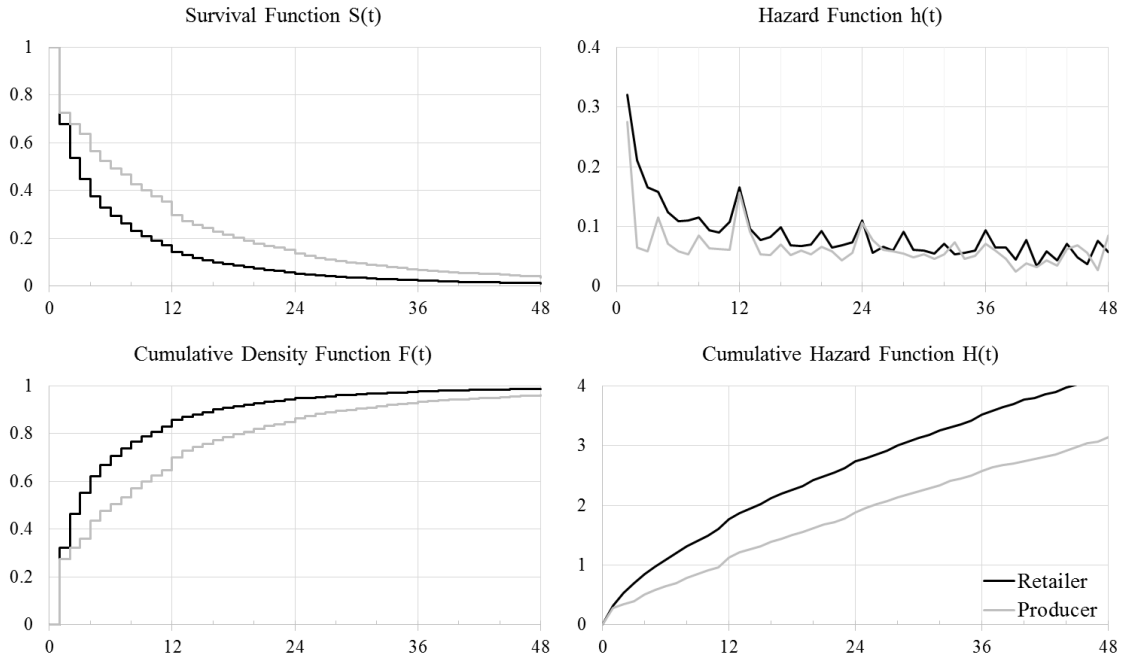 Survival Function S(t)
1
0.8
0.6
0.4
0.2
0
0 12 24 36 48
Hazard Function h(t)
0.4
0.3
0.2
0.1
0
0 12 24 36 48
Cumulative Density Function F(t)
1
0.8
0.6
0.4
0.2
0
0 12 24 36 48
Cumulative Hazard Function H(t)
4
3
2
1
0
Retailer
Producer
0 12 24 36 48